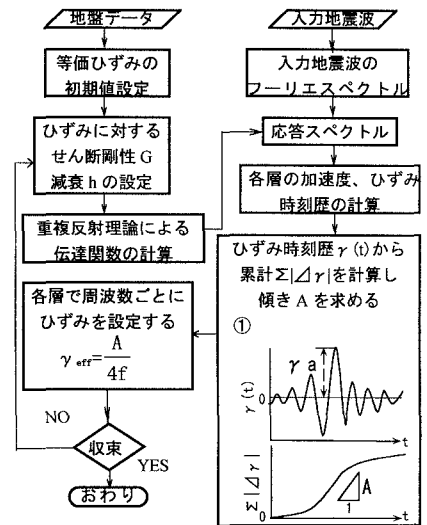 地盤データ
等価ひずみの
初期値設定
ひずみに対する
せん断剛性 G
減衰 h の設定
重複反射理論による
伝達関数の計算
入力地震波
入力地震波の
フーリエスペクトル
応答スペクトル
各層の加速度、ひずみ
時刻歴の計算
ひずみ時刻歴 γ (t) から
累計 Σ|⊿γ| を計算し
傾き A を求める
①
γ a
γ (t)
0
t
Σ|⊿γ|
A
1
0
t
各層で周波数ごとに
ひずみを設定する
γ eff= A
4f
NO
収束
YES
おわり